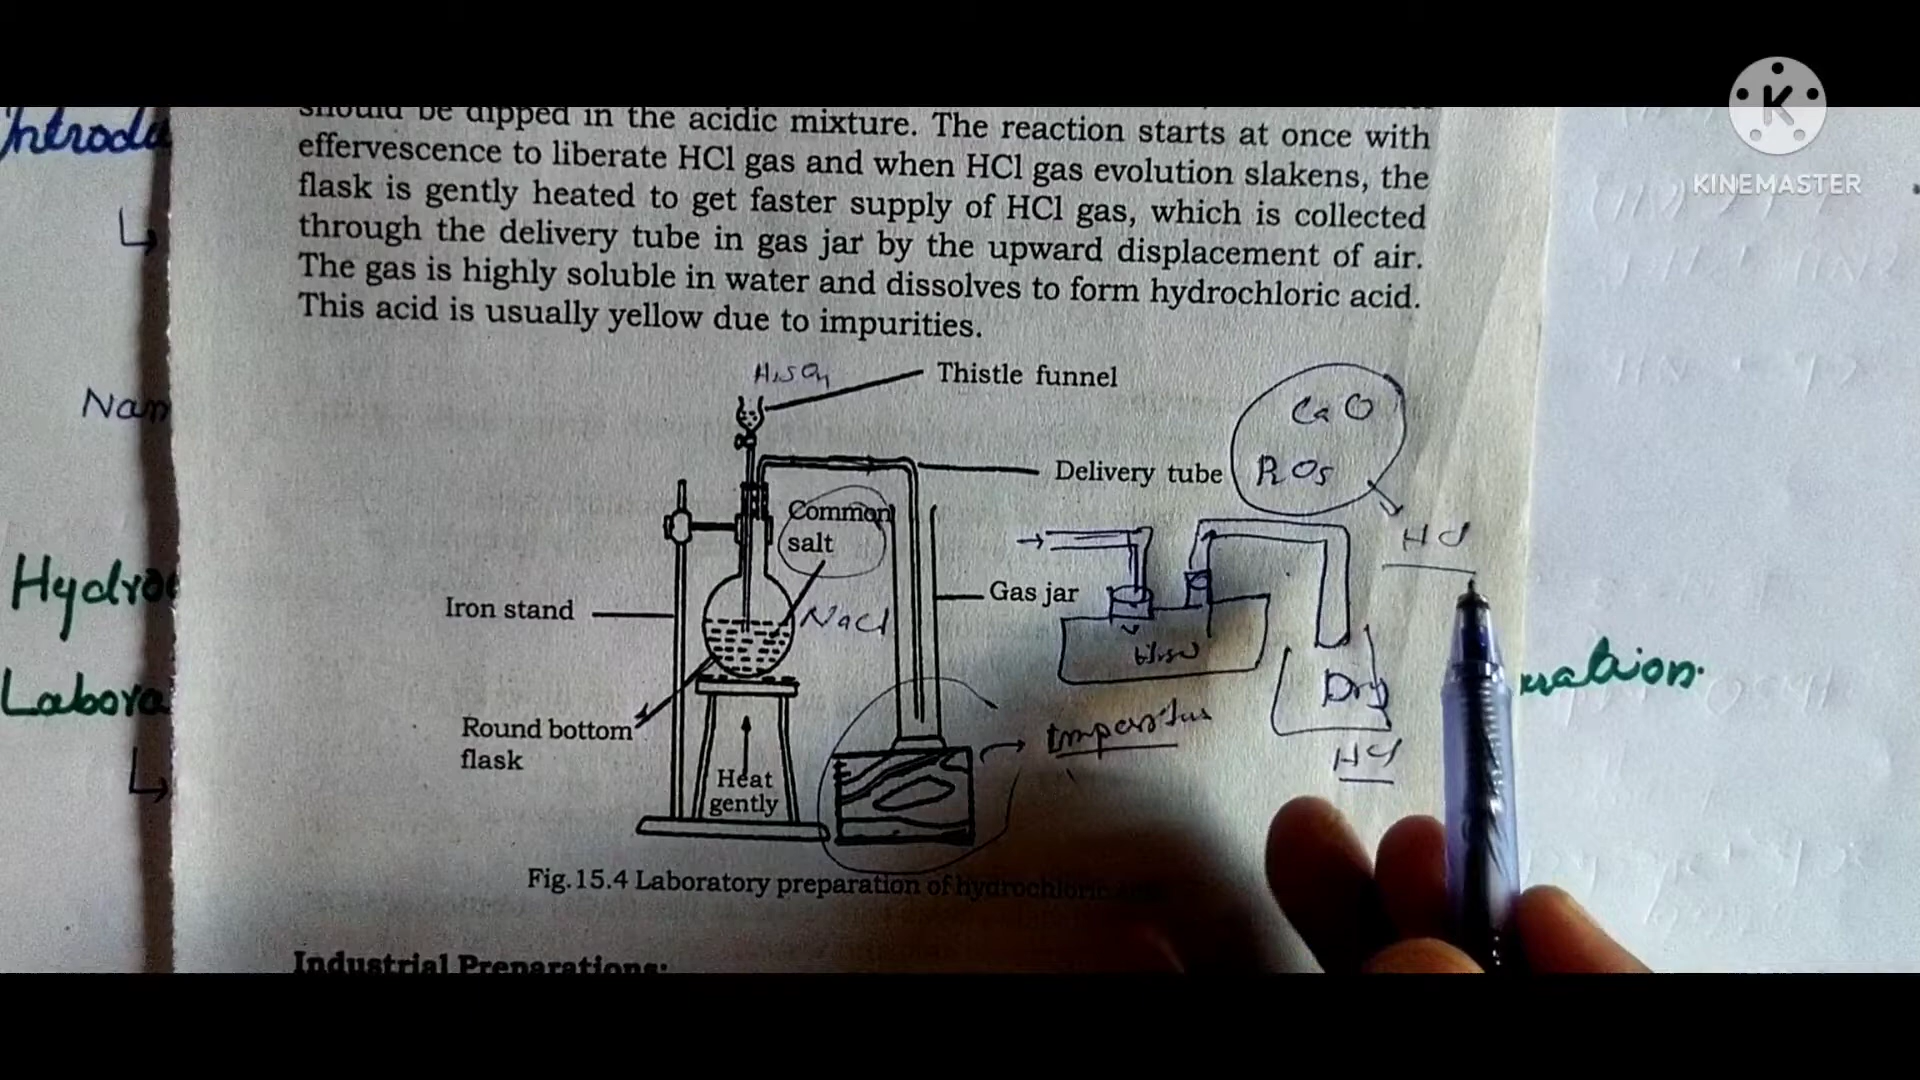 should be dipped in the acidic mixture. The reaction starts at once with
effervescence to liberate HCl gas and when HCl gas evolution slakens, the
flask is gently heated to get faster supply of HCl gas, which is collected
through the delivery tube in gas jar by the upward displacement of air.
The gas is highly soluble in water and dissolves to form hydrochloric acid.
This acid is usually yellow due to impurities.
KINEMASTER
Introdu
Nam
Hydro
Labora
uration.
H₂SO₄
Thistle funnel
CaO
Delivery tube
P₂O₅
Common
salt
HCl
Gas jar
Iron stand
NaCl
Dry
HCl
Round bottom
flask
Heat
gently
Fig.15.4 Laboratory preparation of hydrochloric
Industrial Preparations: